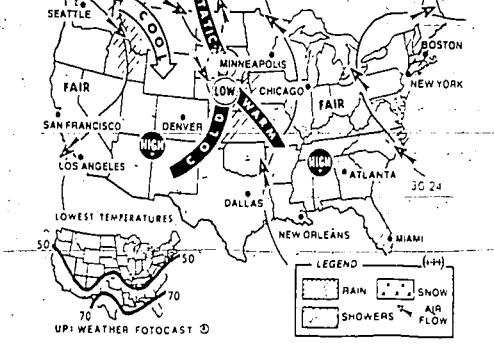 SEATTLE
COOL
STATIC
MINNEAPOLIS
BOSTON
NEW YORK
FAIR
LOW
CHICAGO
FAIR
SAN FRANCISCO
DENVER
COLD
WARM
HIGH
HIGH
LOS ANGELES
ATLANTA
30 24
DALLAS
NEW ORLEANS
MIAMI
LOWEST TEMPERATURES
50
50
70
70
UPI WEATHER FOTOCAST
LEGEND
RAIN
SNOW
SHOWERS
AIR
FLOW